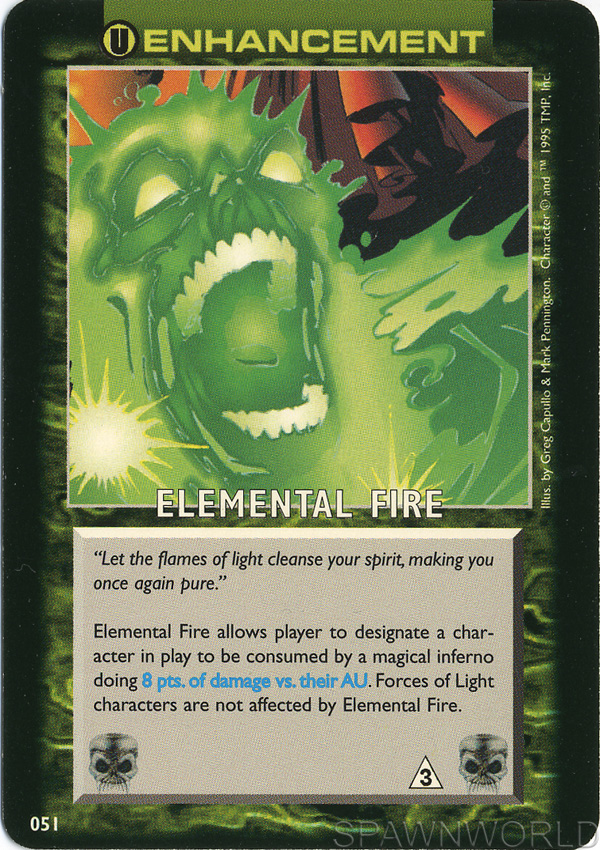 U ENHANCEMENT
Illus. by Greg Capullo & Mark Pennington. Character © and ™ 1995 TMP, Inc.
ELEMENTAL FIRE
“Let the flames of light cleanse your spirit, making you
once again pure.”
Elemental Fire allows player to designate a char-
acter in play to be consumed by a magical inferno
doing 8 pts. of damage vs. their AU. Forces of Light
characters are not affected by Elemental Fire.
3
051
SPAWNWORLD